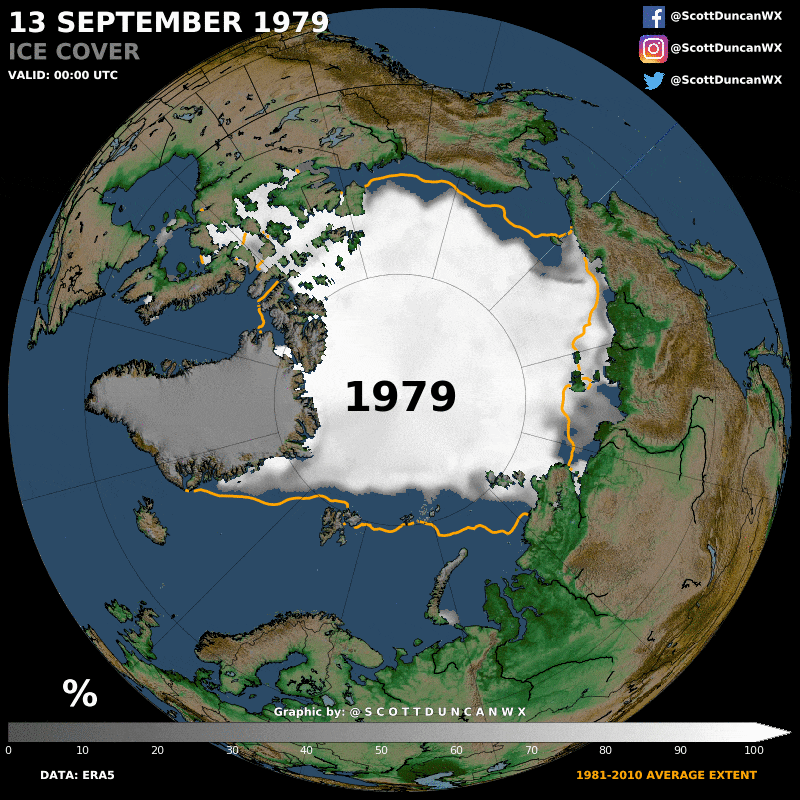 13 SEPTEMBER 1979
ICE COVER
VALID: 00:00 UTC
@ScottDuncanWX
@ScottDuncanWX
@ScottDuncanWX
1979
%
Graphic by: @SCOTTDUNCANWX
0 10 20 30 40 50 60 70 80 90 100
DATA: ERA5
1981-2010 AVERAGE EXTENT